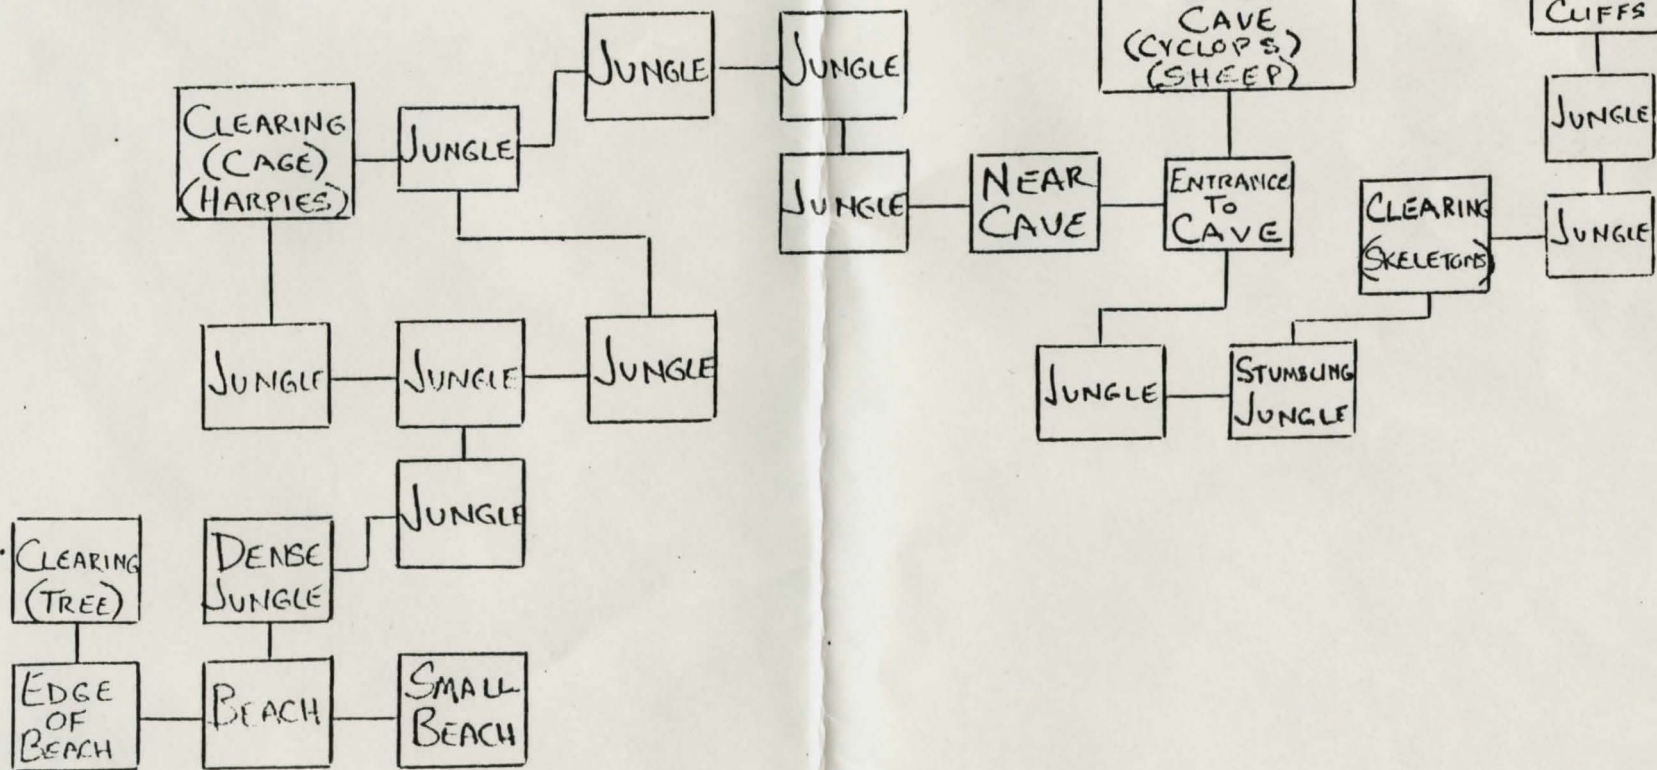 CAVE
(CYCLOPS)
(SHEEP)
CLIFFS
JUNGLE
JUNGLE
CLEARING
(CAGE)
(HARPIES)
JUNGLE
JUNGLE
JUNGLE
NEAR
CAVE
ENTRANCE
TO
CAVE
CLEARING
(SKELETONS)
JUNGLE
JUNGLE
JUNGLE
JUNGLE
JUNGLE
JUNGLE
STUMBLING
JUNGLE
JUNGLE
CLEARING
(TREE)
DENSE
JUNGLE
EDGE
OF
BEACH
BEACH
SMALL
BEACH